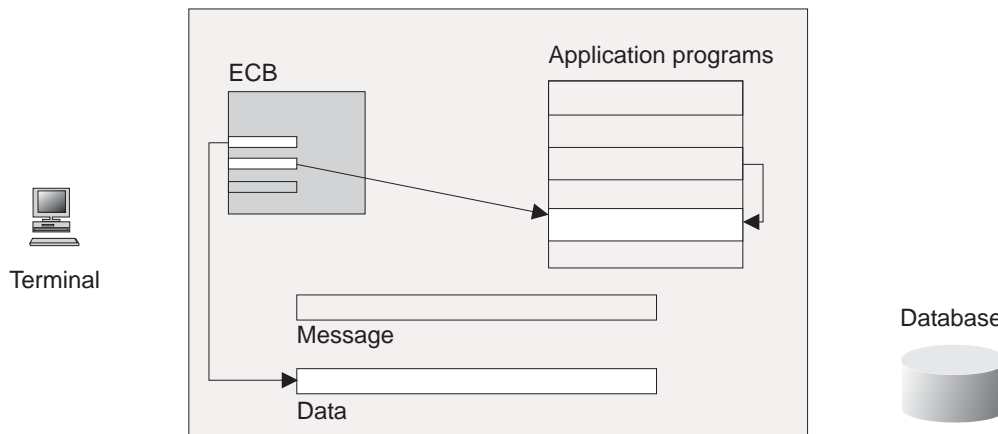 Application programs
ECB
Terminal
Message
Database
Data